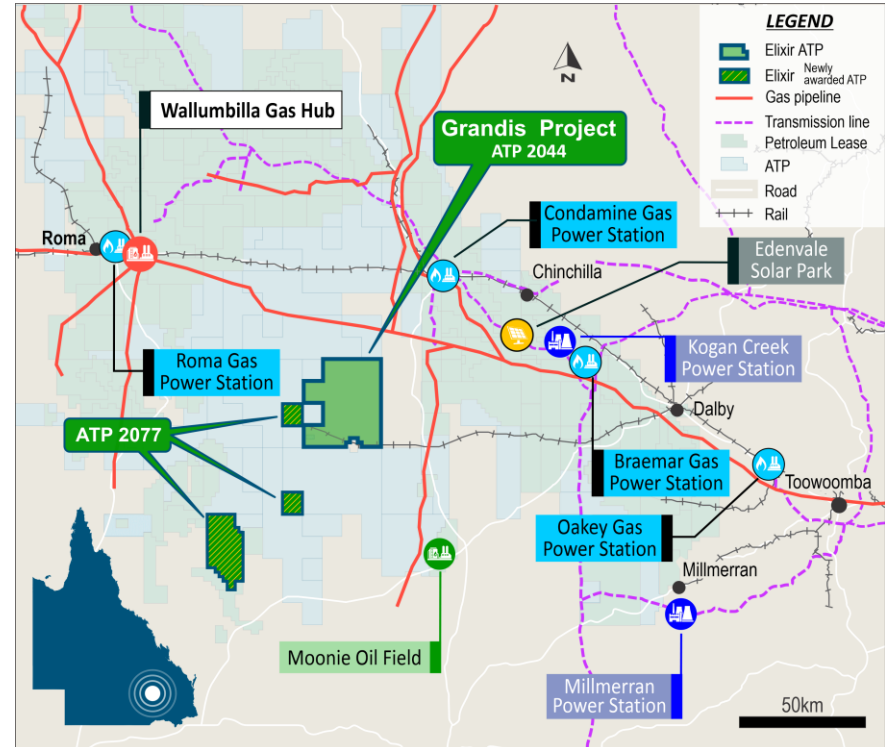 LEGEND
Elixir ATP
Elixir Newly awarded ATP
Gas pipeline
Transmission line
Petroleum Lease
ATP
Road
Rail
N
Wallumbilla Gas Hub
Grandis Project
ATP 2044
Condamine Gas
Power Station
Roma
Chinchilla
Edenvale
Solar Park
Roma Gas
Power Station
Kogan Creek
Power Station
ATP 2077
Dalby
Braemar Gas
Power Station
Toowoomba
Oakey Gas
Power Station
Millmerran
Moonie Oil Field
Millmerran
Power Station
50km